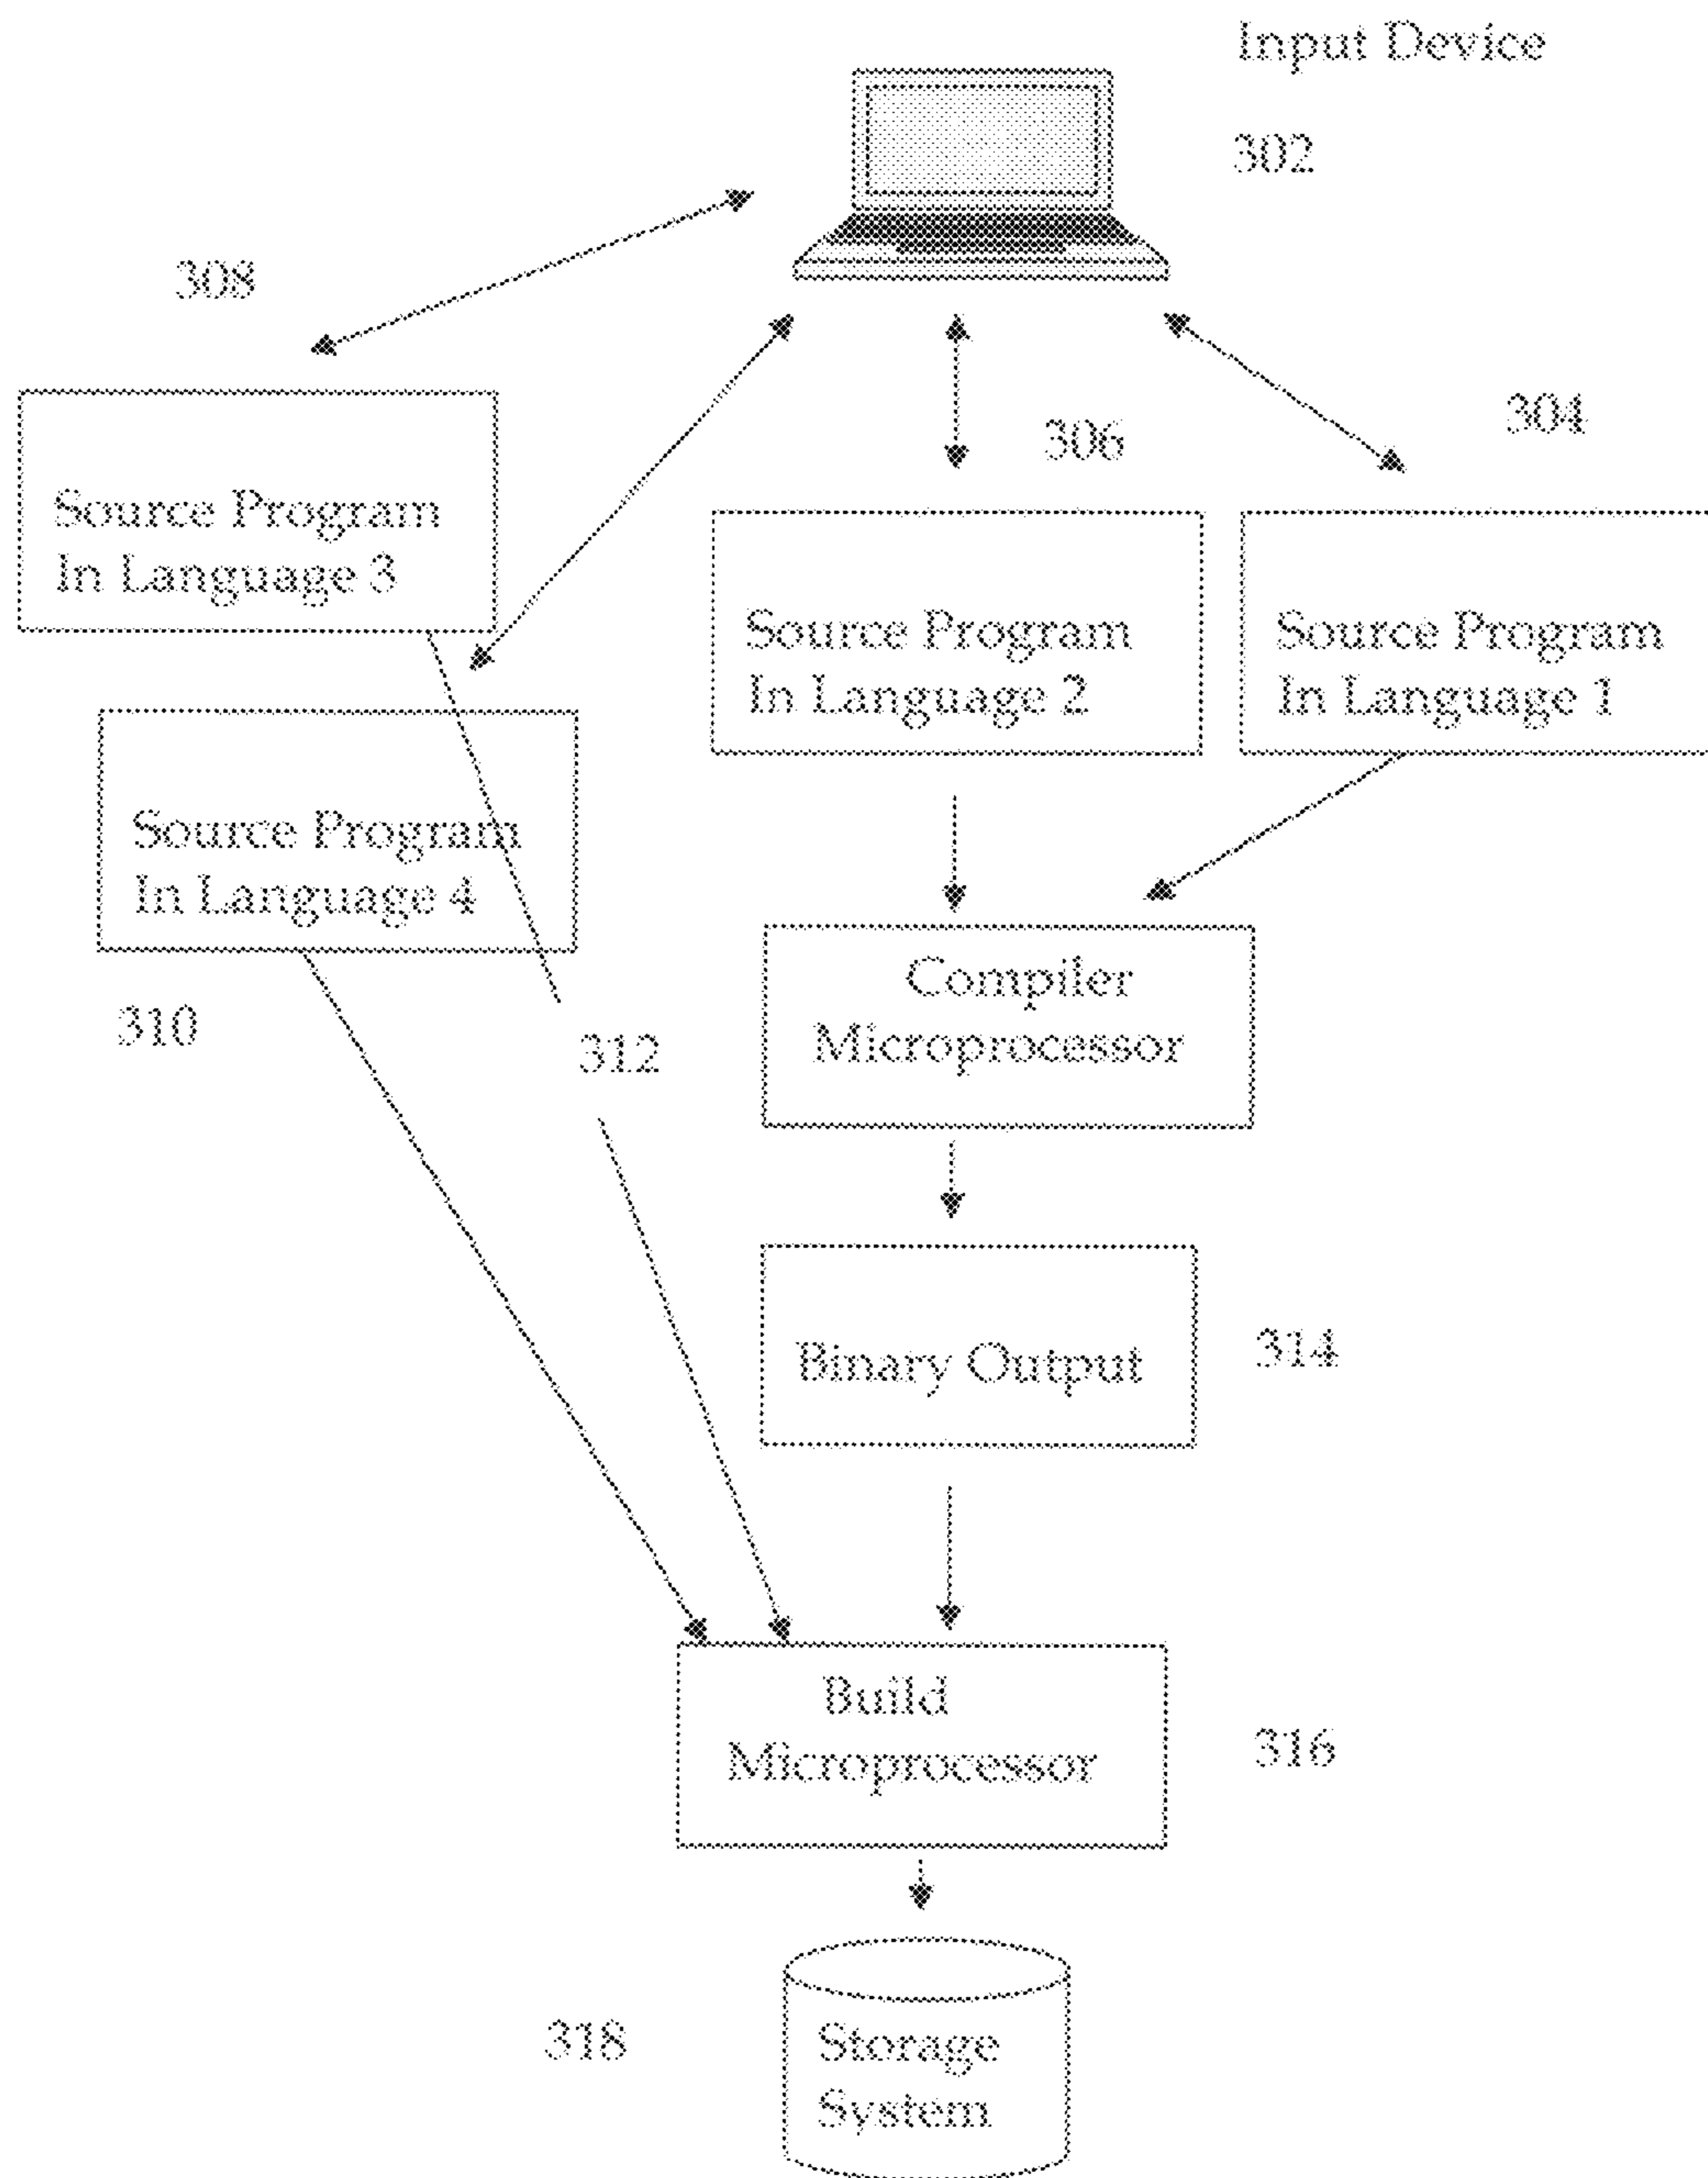 Input Device
302
308
304
306
Source Program
In Language 3
Source Program
In Language 2
Source Program
In Language 1
Source Program
In Language 4
Compiler
Microprocessor
310
312
Binary Output
314
Build
Microprocessor
316
318
Storage
System